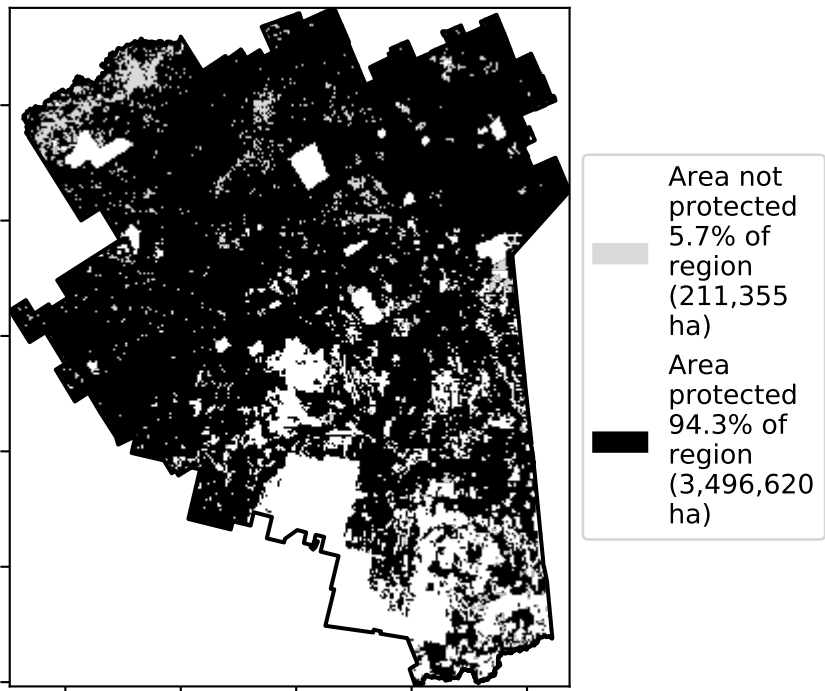 Area not
protected
5.7% of
region
(211,355
ha)
Area
protected
94.3% of
region
(3,496,620
ha)